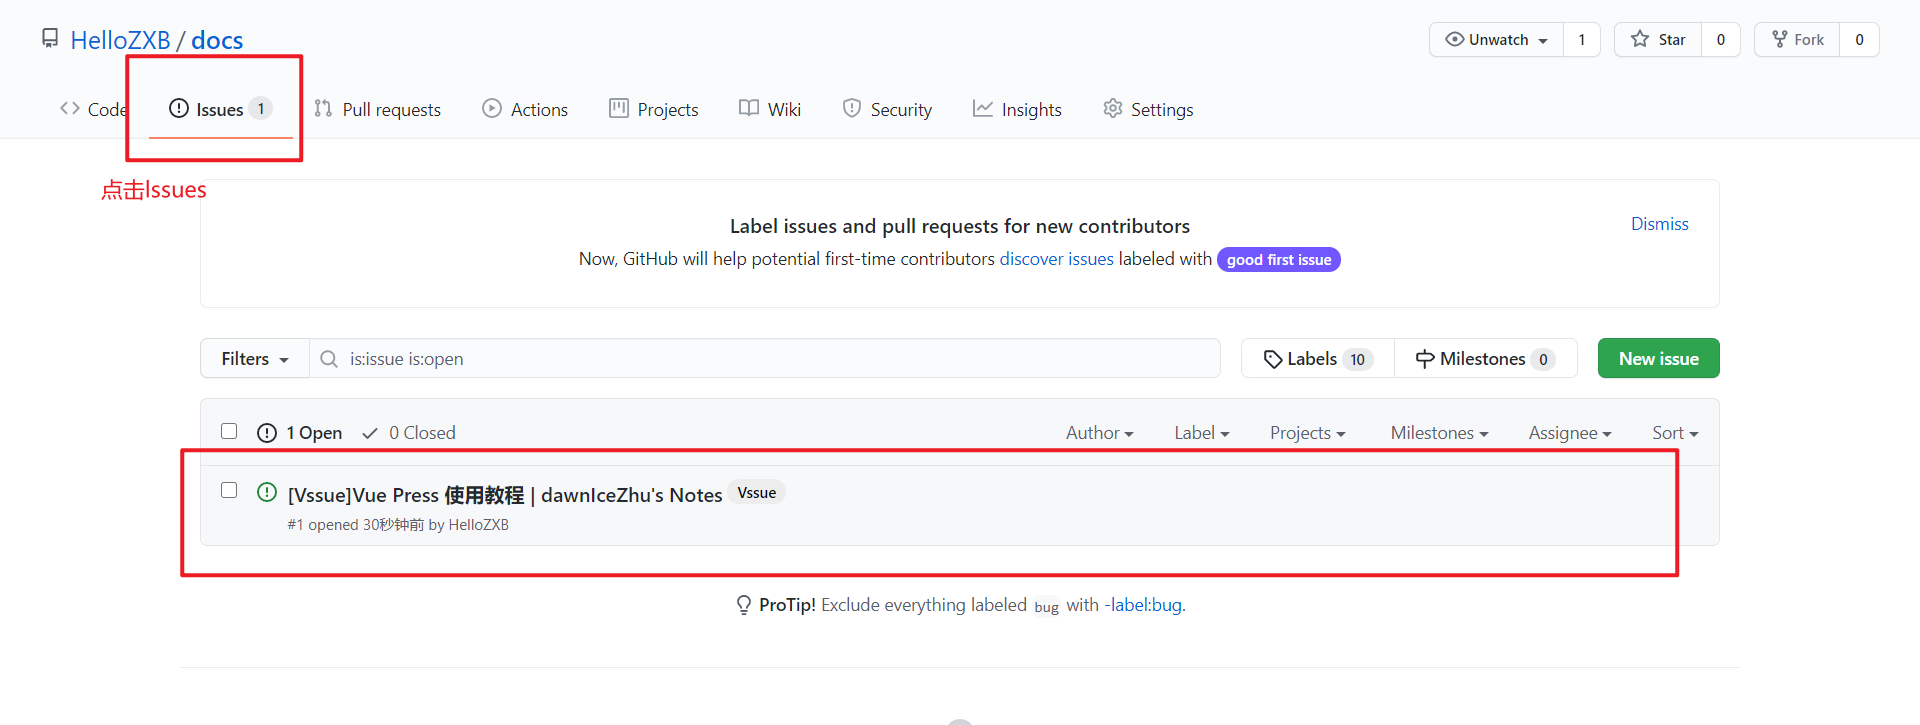 HelloZXB / docs
Unwatch 1 Star 0 Fork 0
Code Issues 1 Pull requests Actions Projects Wiki Security Insights Settings
点击Issues
Label issues and pull requests for new contributors
Dismiss
Now, GitHub will help potential first-time contributors discover issues labeled with good first issue
Filters is:issue is:open Labels 10 Milestones 0 New issue
1 Open 0 Closed Author Label Projects Milestones Assignee Sort
[Vssue]Vue Press 使用教程 | dawnIceZhu's Notes Vssue
#1 opened 30秒钟前 by HelloZXB
ProTip! Exclude everything labeled bug with -label:bug.